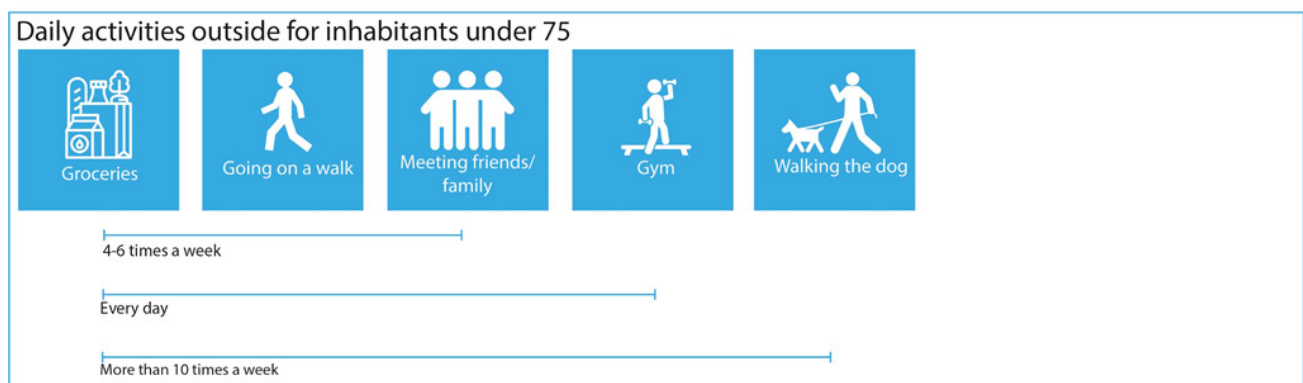 Daily activities outside for inhabitants under 75
Groceries
Going on a walk
Meeting friends/
family
Gym
Walking the dog
4-6 times a week
Every day
More than 10 times a week